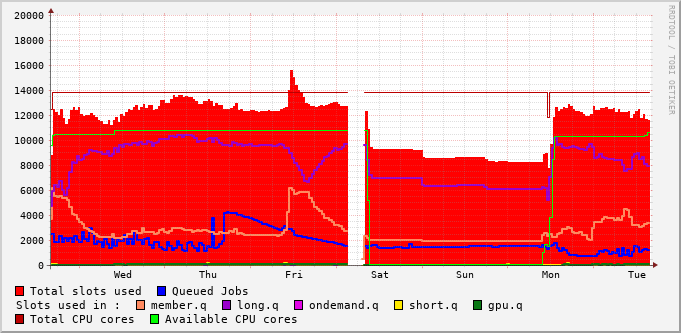 20000
18000
16000
14000
12000
10000
8000
6000
4000
2000
0
Wed Thu Fri Sat Sun Mon Tue
Total slots used Queued Jobs
Slots used in : member.q long.q ondemand.q short.q gpu.q
Total CPU cores Available CPU cores
RRDTOOL / TOBI OETIKER